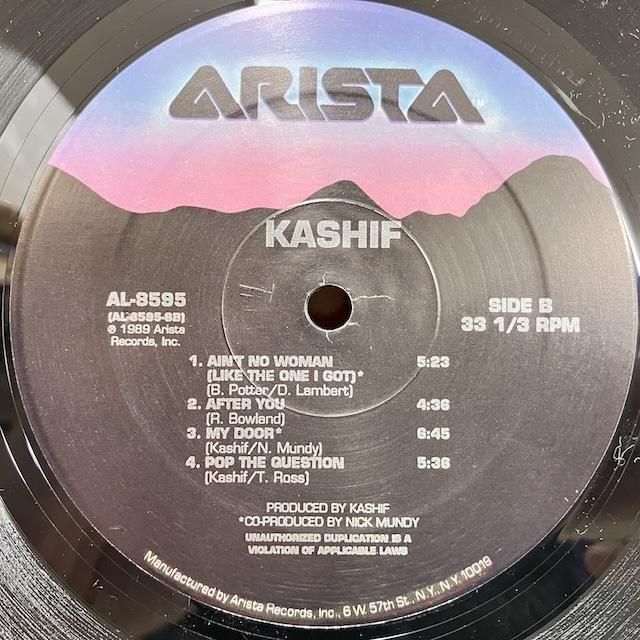 ARISTA
KASHIF
AL-8595
(AL-8595-SB)
℗ 1989 Arista
Records, Inc.
SIDE B
33 1/3 RPM
1. AIN'T NO WOMAN 5:23
(LIKE THE ONE I GOT)*
(B. Potter/D. Lambert)
2. AFTER YOU 4:38
(R. Bowland)
3. MY DOOR* 6:45
(Kashif/N. Mundy)
4. POP THE QUESTION 5:36
(Kashif/T. Ross)
PRODUCED BY KASHIF
*CO-PRODUCED BY NICK MUNDY
UNAUTHORIZED DUPLICATION IS A
VIOLATION OF APPLICABLE LAWS
Manufactured by Arista Records, Inc., 6 W. 57th St., N.Y., N.Y. 10019